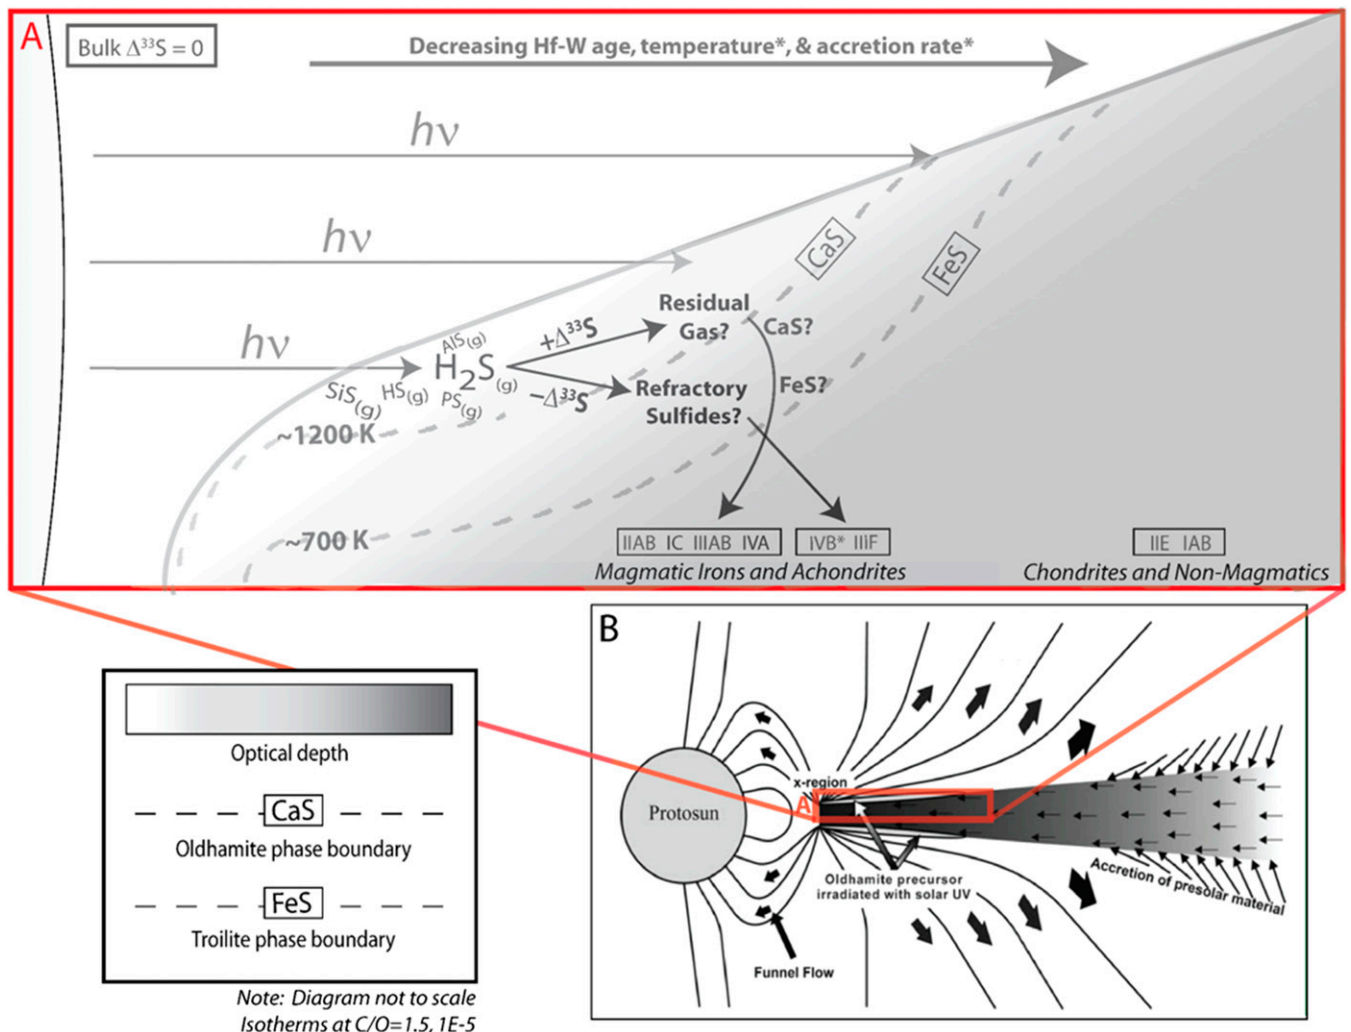 A
Bulk Δ³³S = 0
Decreasing Hf-W age, temperature*, & accretion rate*
hν
hν
hν
CaS
FeS
Residual
Gas?
CaS?
+Δ³³S
AlS(g)
H₂S(g)
SiS(g)
HS(g)
PS(g)
−Δ³³S
Refractory
Sulfides?
FeS?
~1200 K
~700 K
IIAB IC IIIAB IVA
IVB* IIIF
IIE IAB
Magmatic Irons and Achondrites
Chondrites and Non-Magmatics
Optical depth
CaS
Oldhamite phase boundary
FeS
Troilite phase boundary
Note: Diagram not to scale
Isotherms at C/O=1.5, 1E-5
B
x-region
A
Protosun
Oldhamite precursor
irradiated with solar UV
Accretion of presolar material
Funnel Flow